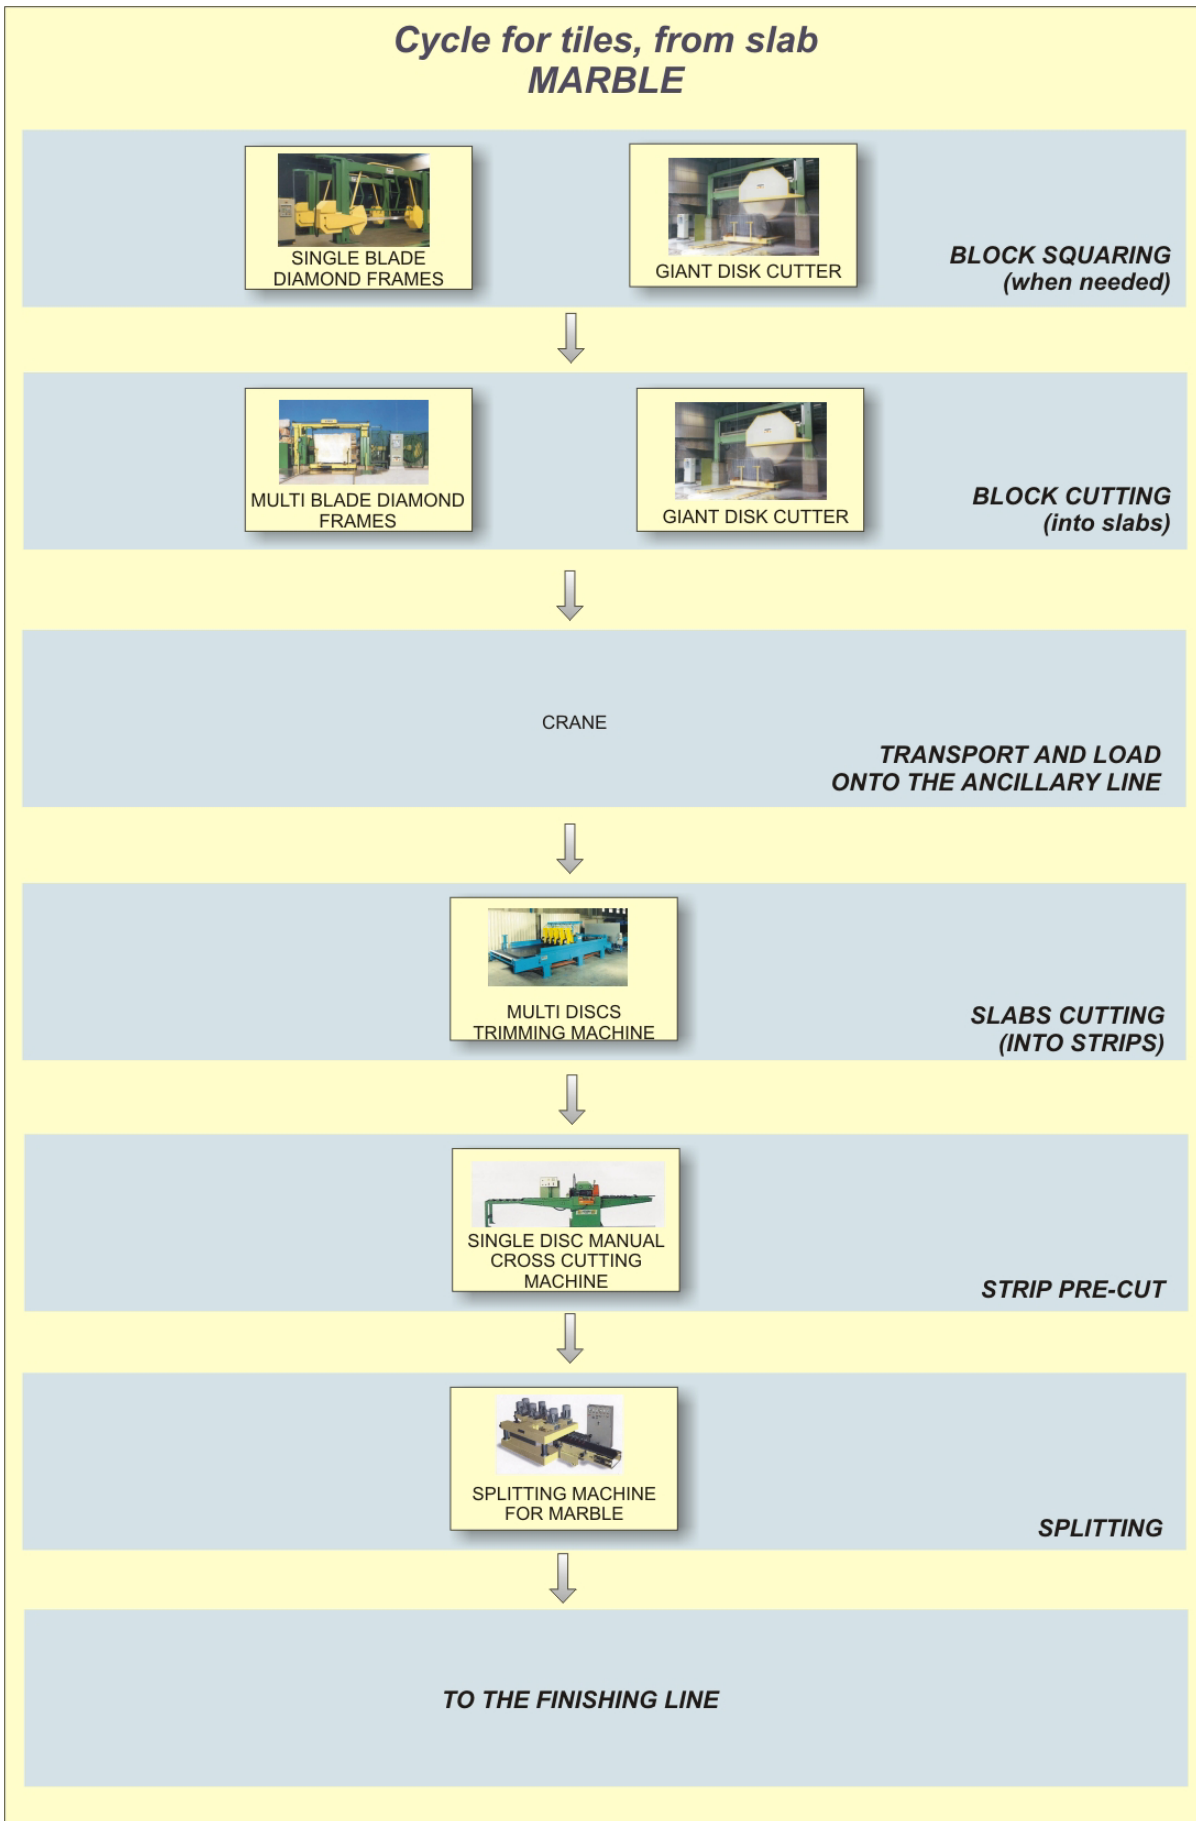 Cycle for tiles, from slab
MARBLE
SINGLE BLADE
DIAMOND FRAMES
GIANT DISK CUTTER
BLOCK SQUARING
(when needed)
MULTI BLADE DIAMOND
FRAMES
GIANT DISK CUTTER
BLOCK CUTTING
(into slabs)
CRANE
TRANSPORT AND LOAD
ONTO THE ANCILLARY LINE
MULTI DISCS
TRIMMING MACHINE
SLABS CUTTING
(INTO STRIPS)
SINGLE DISC MANUAL
CROSS CUTTING
MACHINE
STRIP PRE-CUT
SPLITTING MACHINE
FOR MARBLE
SPLITTING
TO THE FINISHING LINE